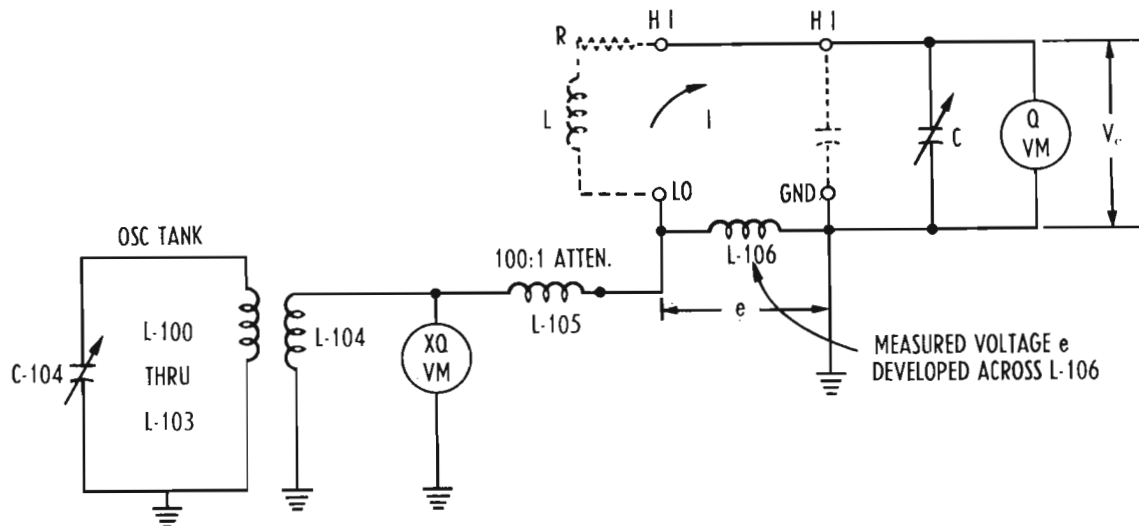 R
H I
H I
L
I
C
Q
VM
Vc
LO
GND
L-106
e
MEASURED VOLTAGE e
DEVELOPED ACROSS L-106
OSC TANK
C-104
L-100
THRU
L-103
L-104
XQ
VM
100:1 ATTEN.
L-105